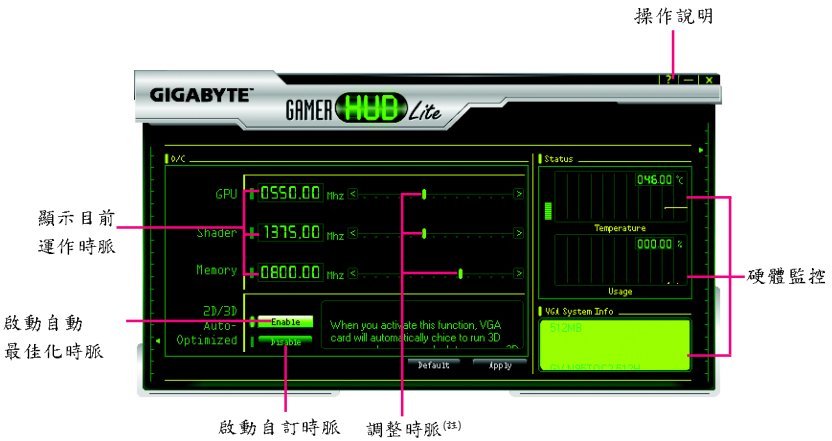 操作說明
? — ×
GIGABYTE™
GAMER HUD Lite
O/C
GPU 0550.00 Mhz < >
Shader 1375.00 Mhz < >
Memory 0800.00 Mhz < >
2D/3D
Auto-
Optimized
Enable
Disable
When you activate this function, VGA
card will automatically chice to run 3D
Default Apply
Status
046.00 °C
Temperature
000.00 %
Usage
VGA System Info
512MB
顯示目前
運作時脈
啟動自動
最佳化時脈
啟動自訂時脈
調整時脈(註)
硬體監控